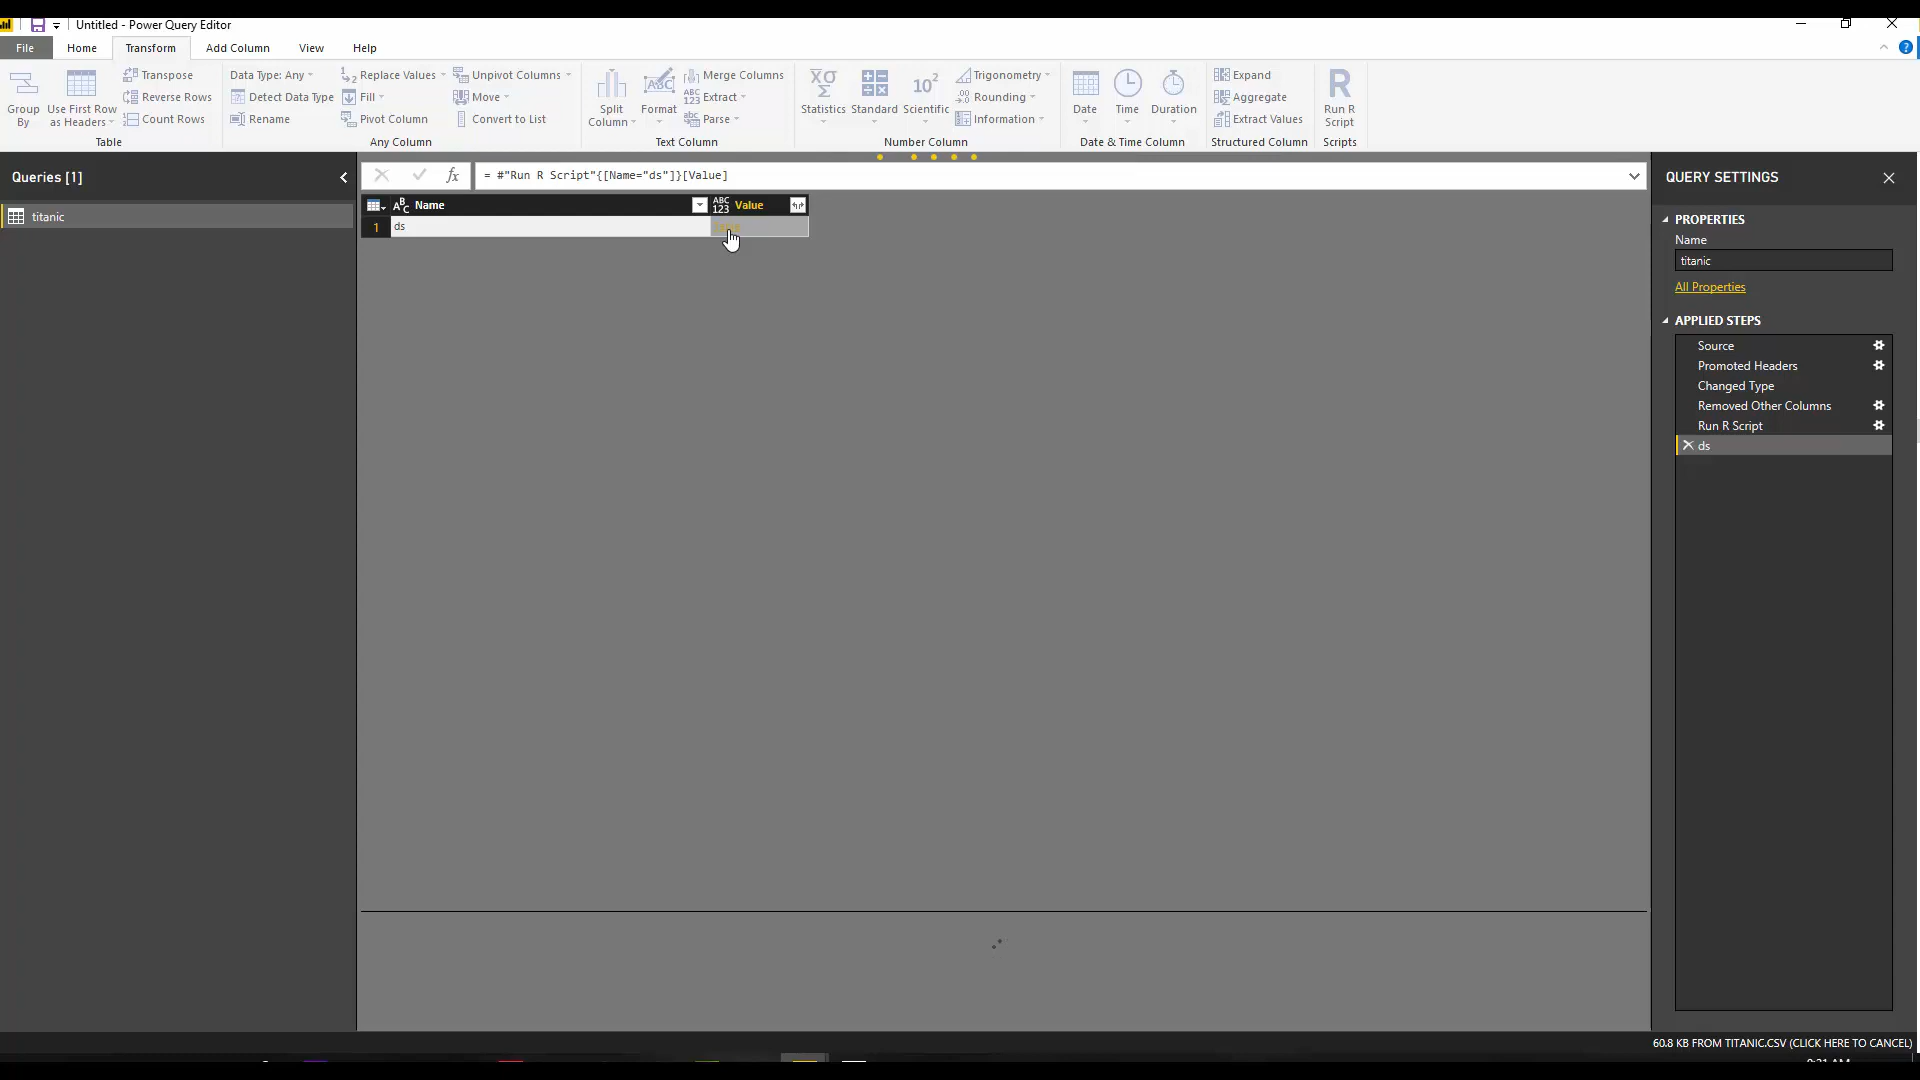 Untitled - Power Query Editor
File Home Transform Add Column View Help
Group By
Use First Row as Headers
Transpose
Reverse Rows
Count Rows
Table
Data Type: Any
Detect Data Type
Rename
Replace Values
Fill
Pivot Column
Unpivot Columns
Move
Convert to List
Any Column
Split Column
Format
Merge Columns
Extract
Parse
Text Column
Statistics
Standard
Scientific
Trigonometry
Rounding
Information
Number Column
Date
Time
Duration
Date & Time Column
Expand
Aggregate
Extract Values
Structured Column
Run R Script
Scripts
Queries [1]
titanic
= #"Run R Script"{[Name="ds"]}[Value]
Name Value
1 ds
QUERY SETTINGS
PROPERTIES
Name
titanic
All Properties
APPLIED STEPS
Source
Promoted Headers
Changed Type
Removed Other Columns
Run R Script
ds
60.8 KB FROM TITANIC.CSV (CLICK HERE TO CANCEL)